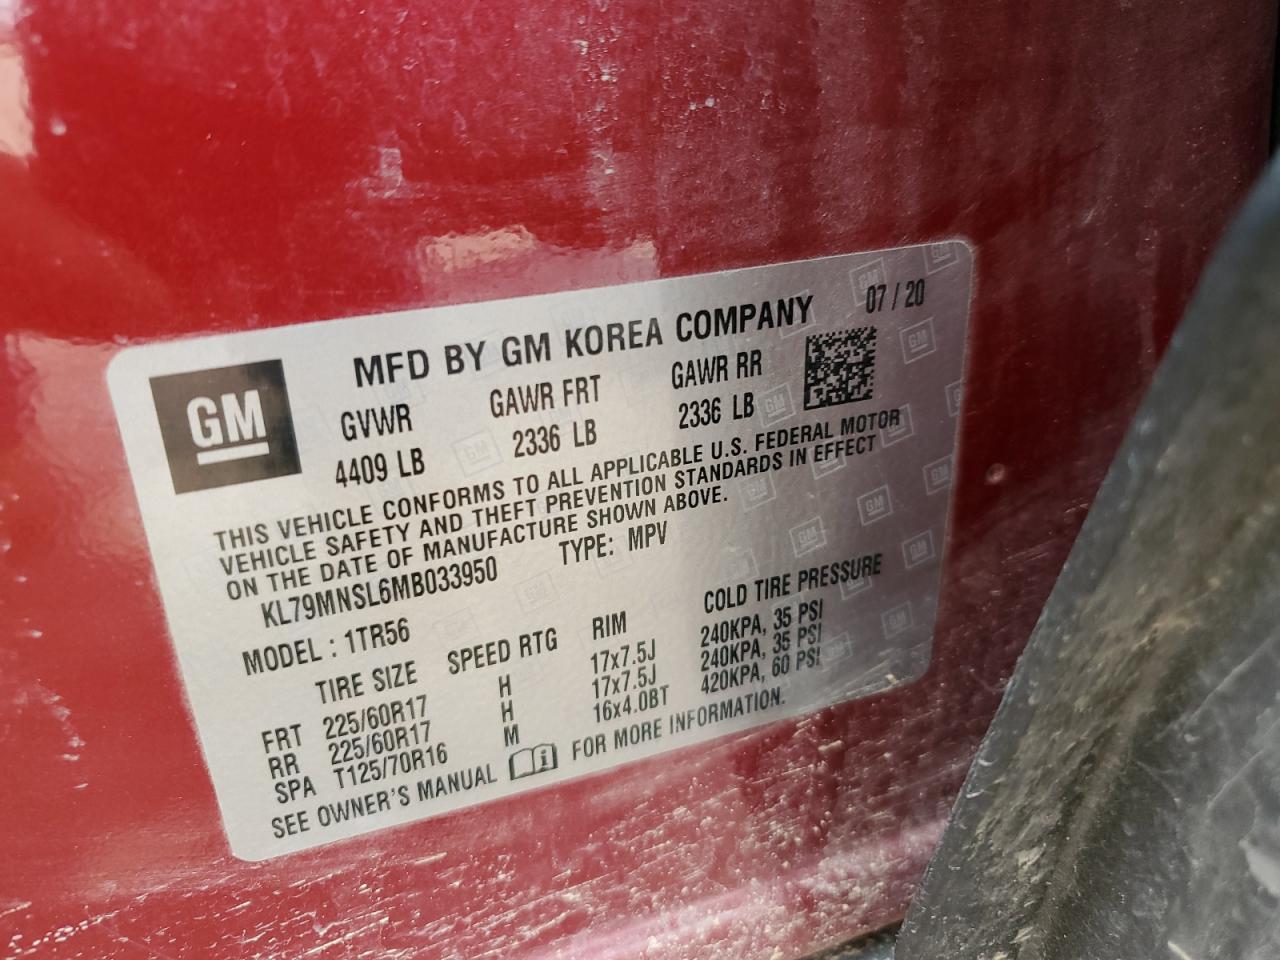 GM
MFD BY GM KOREA COMPANY 07 / 20
GVWR GAWR FRT GAWR RR
4409 LB 2336 LB 2336 LB
THIS VEHICLE CONFORMS TO ALL APPLICABLE U.S. FEDERAL MOTOR
VEHICLE SAFETY AND THEFT PREVENTION STANDARDS IN EFFECT
ON THE DATE OF MANUFACTURE SHOWN ABOVE.
KL79MNSL6MB033950 TYPE: MPV
MODEL : 1TR56
TIRE SIZE SPEED RTG RIM COLD TIRE PRESSURE
FRT 225/60R17 H 17x7.5J 240KPA, 35 PSI
RR 225/60R17 H 17x7.5J 240KPA, 35 PSI
SPA T125/70R16 M 16x4.0BT 420KPA, 60 PSI
SEE OWNER'S MANUAL i FOR MORE INFORMATION.